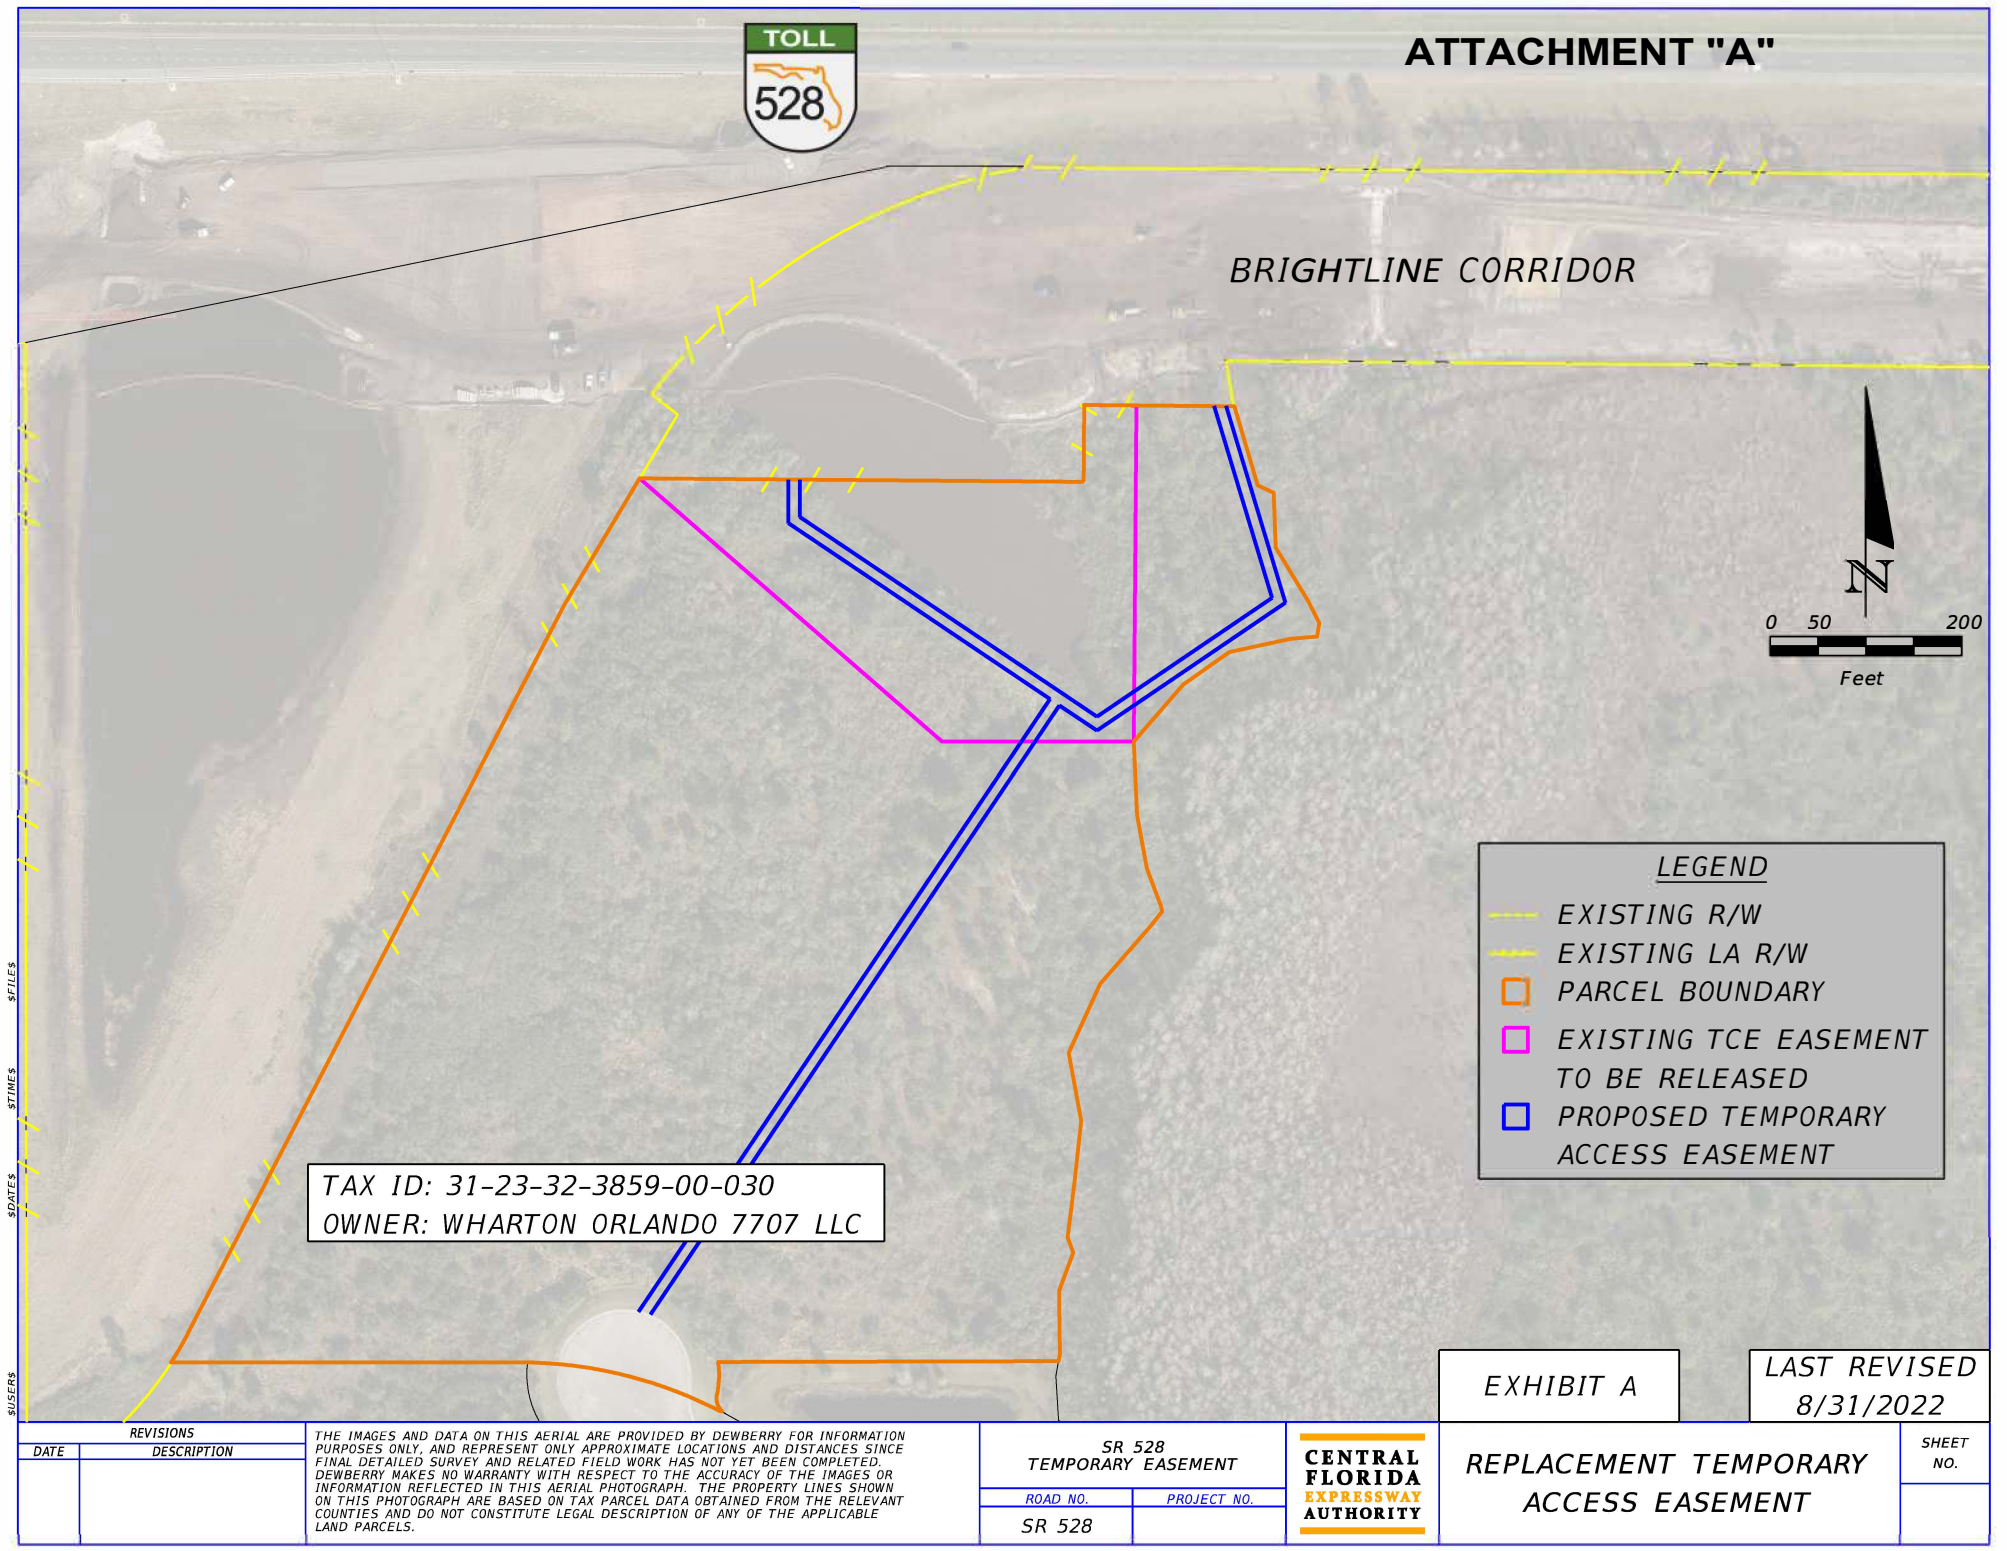 TOLL
528
ATTACHMENT "A"
BRIGHTLINE CORRIDOR
N
0 50 200
Feet
LEGEND
EXISTING R/W
EXISTING LA R/W
PARCEL BOUNDARY
EXISTING TCE EASEMENT
TO BE RELEASED
PROPOSED TEMPORARY
ACCESS EASEMENT
TAX ID: 31-23-32-3859-00-030
OWNER: WHARTON ORLANDO 7707 LLC
$FILE$
$TIME$
$DATE$
$USER$
EXHIBIT A
LAST REVISED
8/31/2022
REVISIONS
DATE DESCRIPTION
THE IMAGES AND DATA ON THIS AERIAL ARE PROVIDED BY DEWBERRY FOR INFORMATION
PURPOSES ONLY, AND REPRESENT ONLY APPROXIMATE LOCATIONS AND DISTANCES SINCE
FINAL DETAILED SURVEY AND RELATED FIELD WORK HAS NOT YET BEEN COMPLETED.
DEWBERRY MAKES NO WARRANTY WITH RESPECT TO THE ACCURACY OF THE IMAGES OR
INFORMATION REFLECTED IN THIS AERIAL PHOTOGRAPH. THE PROPERTY LINES SHOWN
ON THIS PHOTOGRAPH ARE BASED ON TAX PARCEL DATA OBTAINED FROM THE RELEVANT
COUNTIES AND DO NOT CONSTITUTE LEGAL DESCRIPTION OF ANY OF THE APPLICABLE
LAND PARCELS.
SR 528
TEMPORARY EASEMENT
ROAD NO. PROJECT NO.
SR 528
CENTRAL
FLORIDA
EXPRESSWAY
AUTHORITY
REPLACEMENT TEMPORARY
ACCESS EASEMENT
SHEET
NO.